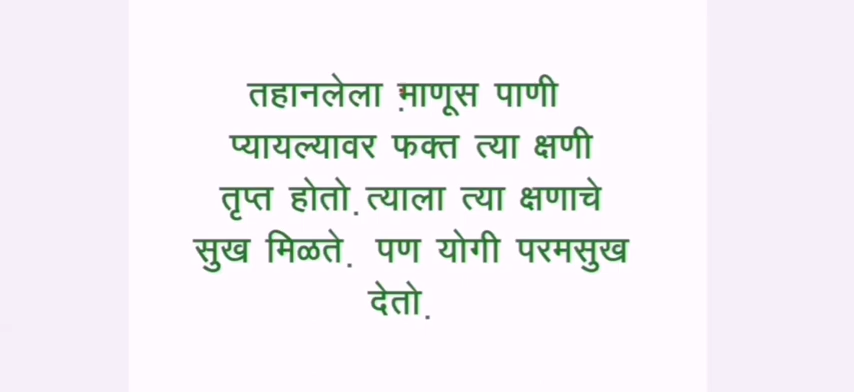 तहानलेला माणूस पाणी
प्यायल्यावर फक्त त्या क्षणी
तृप्त होतो. त्याला त्या क्षणाचे
सुख मिळते. पण योगी परमसुख
देतो.